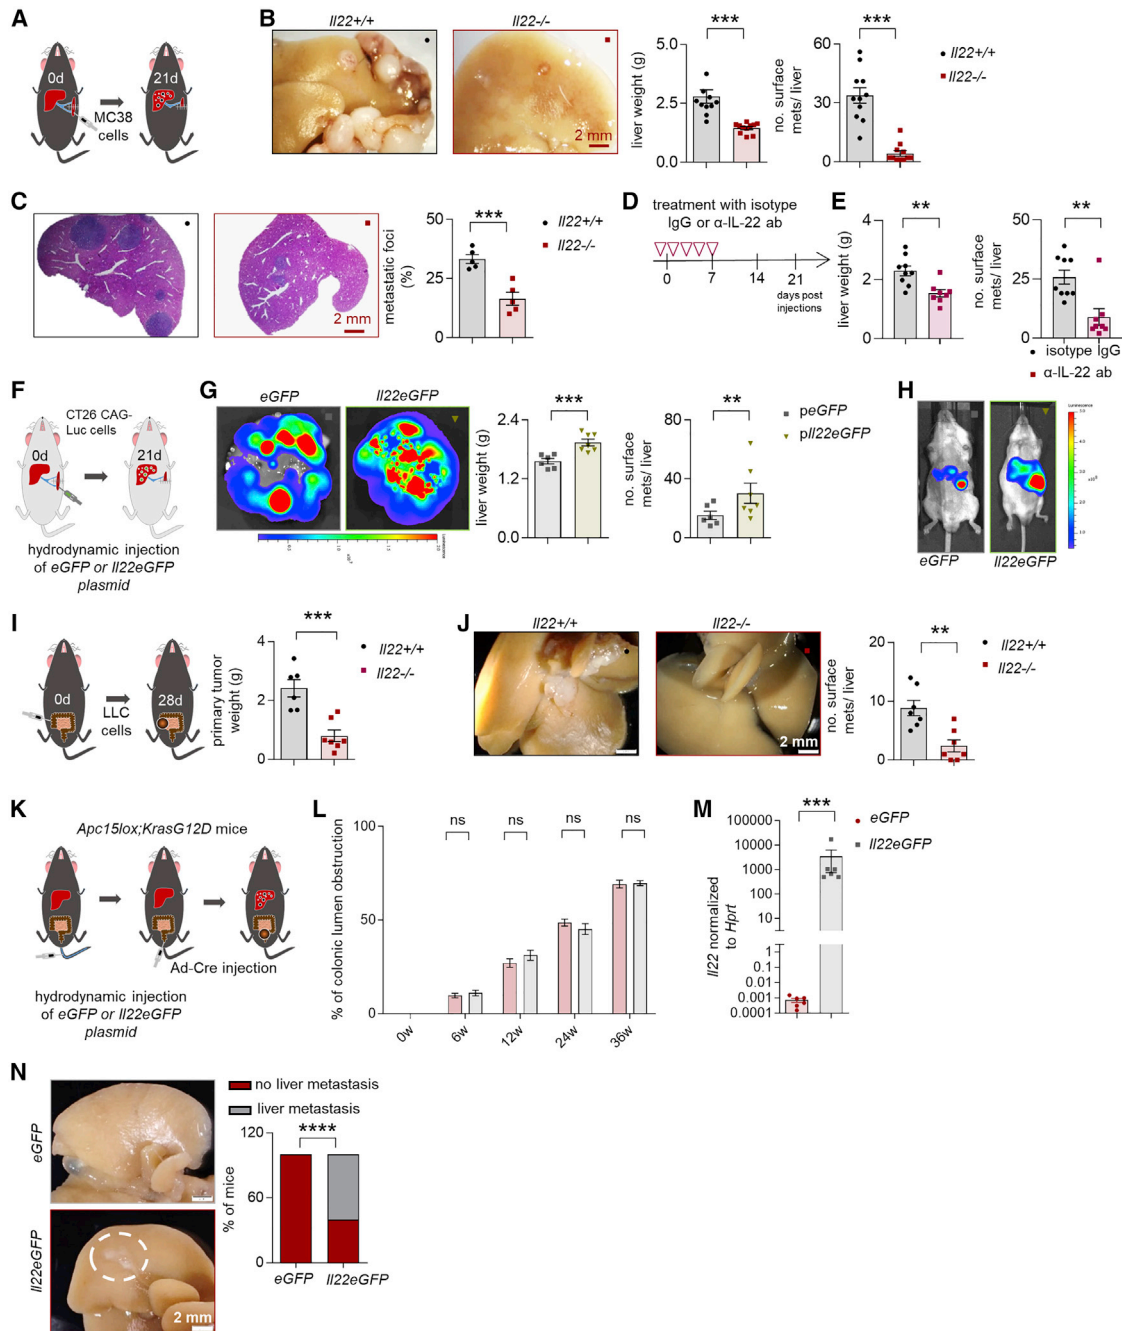 A
0d
21d
MC38
cells
B
Il22+/+
Il22-/-
2 mm
liver weight (g)
5.0
2.5
0.0
***
no. surface
mets/ liver
60
30
0
***
Il22+/+
Il22-/-
C
2 mm
metastatic foci
(%)
50
25
0
***
Il22+/+
Il22-/-
D
treatment with isotype
IgG or α-IL-22 ab
0
7
14
21
days post
injections
E
liver weight (g)
4
2
0
**
no. surface
mets/ liver
50
25
0
**
isotype IgG
α-IL-22 ab
F
CT26 CAG-
Luc cells
0d
21d
hydrodynamic injection
of eGFP or Il22eGFP
plasmid
G
eGFP
Il22eGFP
liver weight (g)
2.4
1.2
0.0
***
no. surface
mets/ liver
80
40
0
**
peGFP
pIl22eGFP
H
eGFP
Il22eGFP
I
0d
28d
LLC
cells
primary tumor
weight (g)
4
2
0
***
Il22+/+
Il22-/-
J
Il22+/+
Il22-/-
2 mm
no. surface
mets/ liver
20
10
0
**
Il22+/+
Il22-/-
K
Apc15lox;KrasG12D mice
Ad-Cre injection
hydrodynamic injection
of eGFP or Il22eGFP
plasmid
L
% of colonic lumen obstruction
100
50
0
ns
ns
ns
ns
0w
6w
12w
24w
36w
M
Il22 normalized
to Hprt
100000
10000
1000
100
10
1
0.1
0.01
0.001
0.0001
***
eGFP
Il22eGFP
N
eGFP
Il22eGFP
2 mm
no liver metastasis
liver metastasis
% of mice
120
60
0
****
eGFP
Il22eGFP